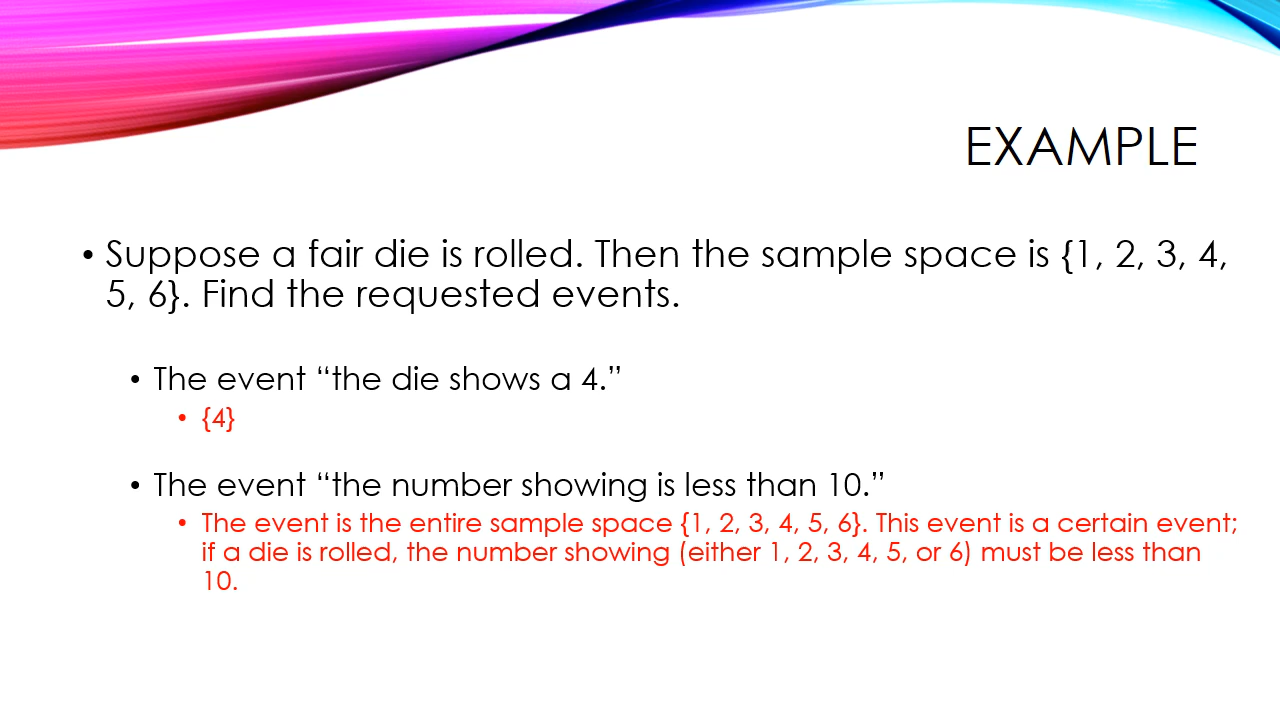 EXAMPLE
• Suppose a fair die is rolled. Then the sample space is {1, 2, 3, 4,
5, 6}. Find the requested events.
• The event “the die shows a 4.”
• {4}
• The event “the number showing is less than 10.”
• The event is the entire sample space {1, 2, 3, 4, 5, 6}. This event is a certain event;
if a die is rolled, the number showing (either 1, 2, 3, 4, 5, or 6) must be less than
10.